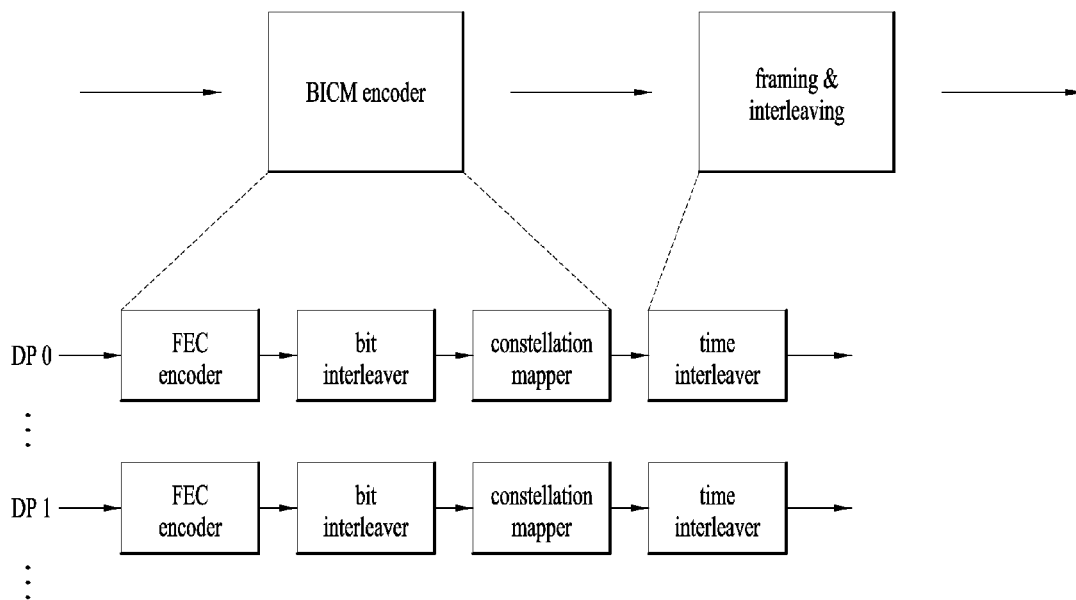 BICM encoder
framing &
interleaving
DP 0
FEC
encoder
bit
interleaver
constellation
mapper
time
interleaver
DP 1
FEC
encoder
bit
interleaver
constellation
mapper
time
interleaver